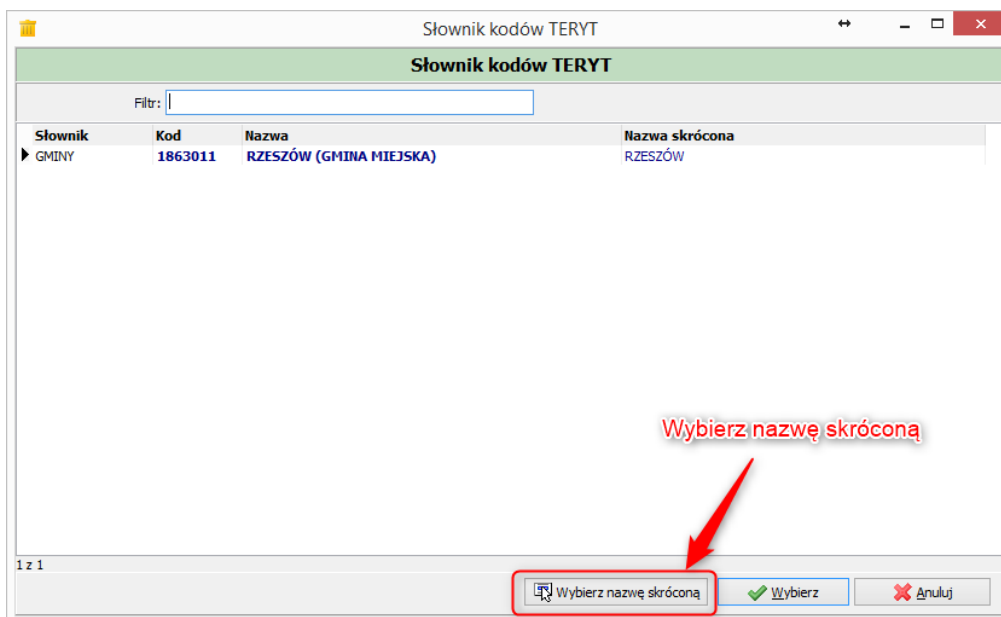 Słownik kodów TERYT
Słownik kodów TERYT
Filtr:
Słownik Kod Nazwa Nazwa skrócona
GMINY 1863011 RZESZÓW (GMINA MIEJSKA) RZESZÓW
Wybierz nazwę skróconą
1 z 1
Wybierz nazwę skróconą Wybierz Anuluj